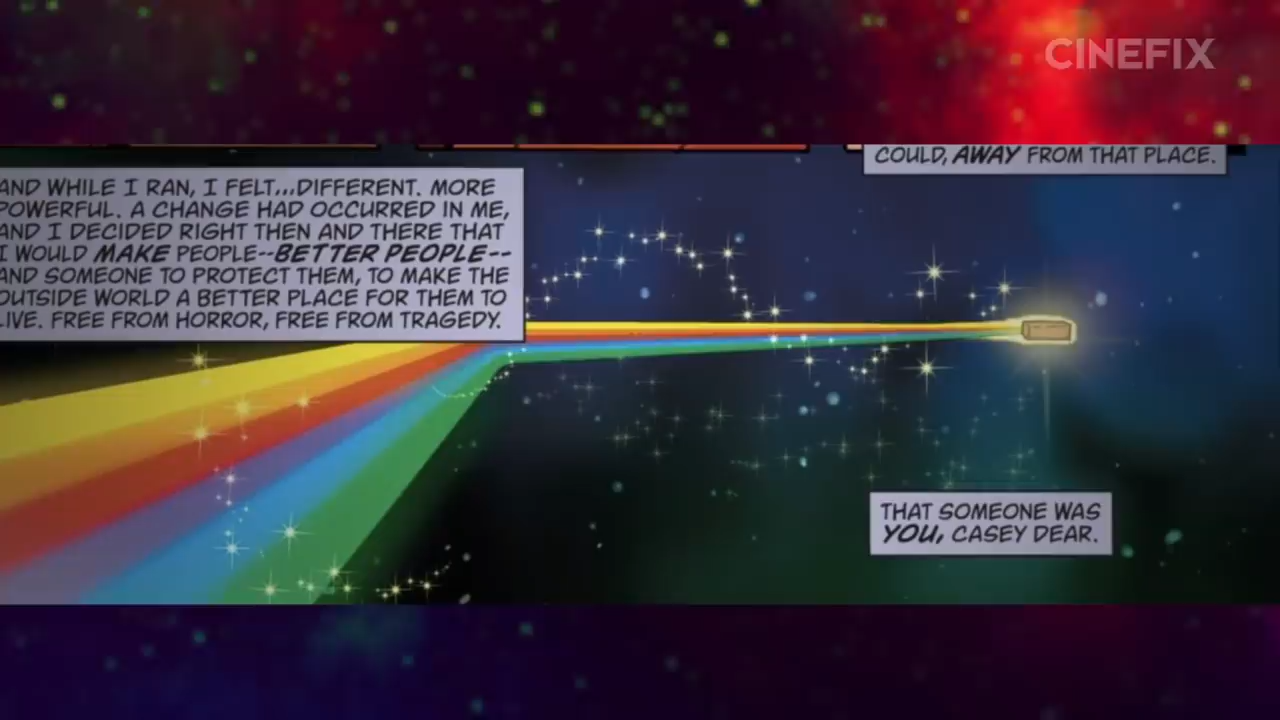 CINEFIX
COULD, AWAY FROM THAT PLACE.
AND WHILE I RAN, I FELT...DIFFERENT. MORE
POWERFUL. A CHANGE HAD OCCURRED IN ME,
AND I DECIDED RIGHT THEN AND THERE THAT
I WOULD MAKE PEOPLE--BETTER PEOPLE--
AND SOMEONE TO PROTECT THEM, TO MAKE THE
OUTSIDE WORLD A BETTER PLACE FOR THEM TO
LIVE. FREE FROM HORROR, FREE FROM TRAGEDY.
THAT SOMEONE WAS
YOU, CASEY DEAR.